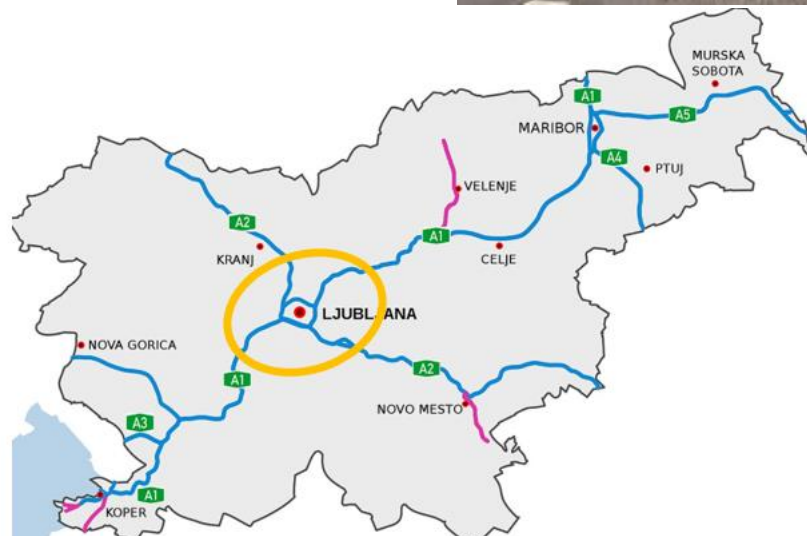 MURSKA
SOBOTA
A1
A5
MARIBOR
A4
PTUJ
VELENJE
A2
A1
KRANJ
CELJE
LJUBLJANA
NOVA GORICA
A1
A2
NOVO MESTO
A3
A1
KOPER